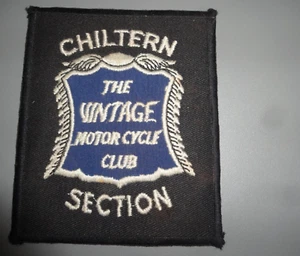 CHILTERN
THE
VINTAGE
MOTOR CYCLE
CLUB
SECTION